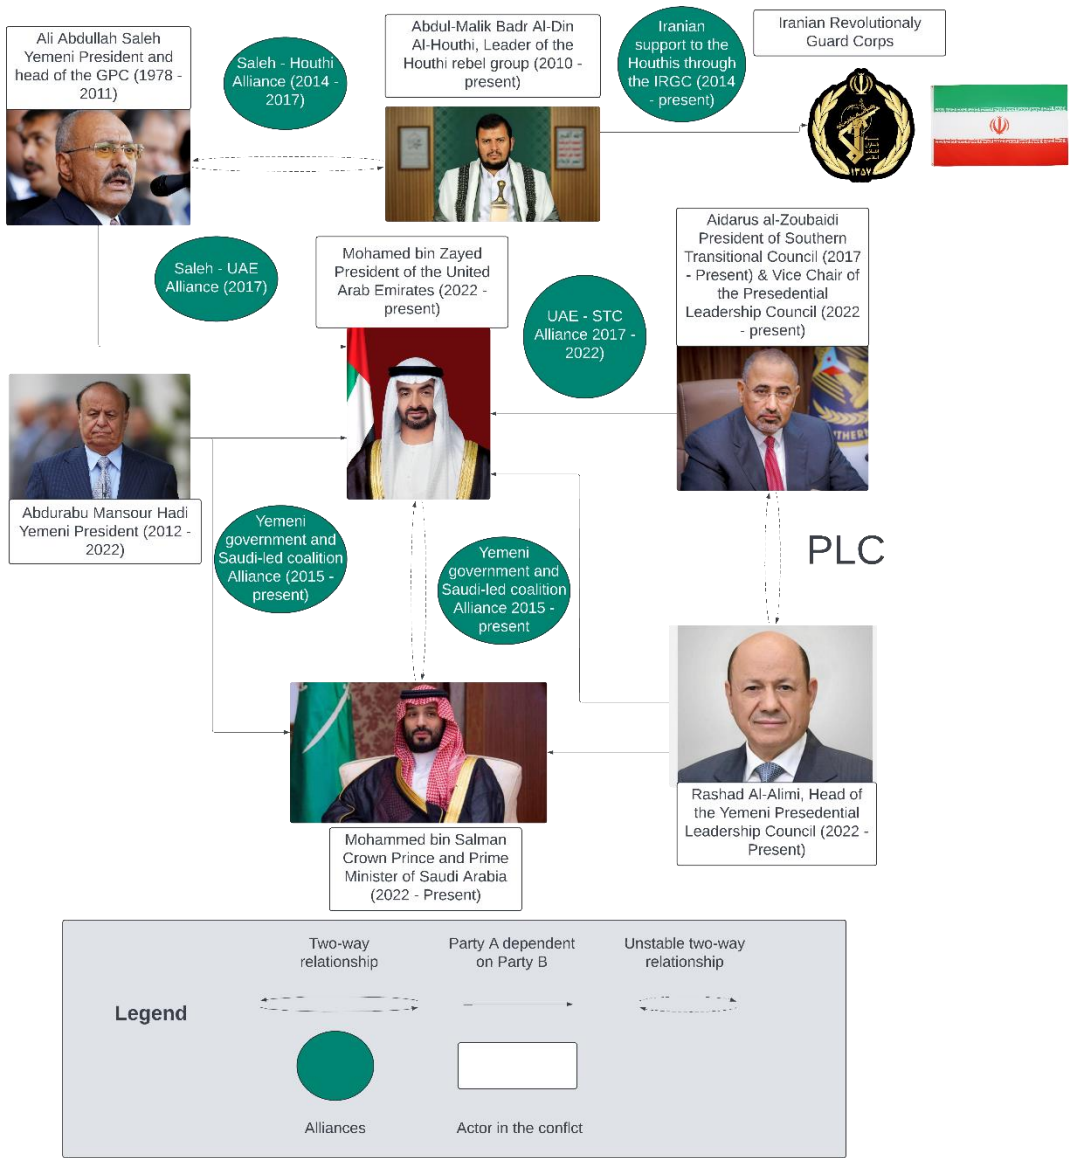 Ali Abdullah Saleh
Yemeni President and
head of the GPC (1978 -
2011)
Saleh - Houthi
Alliance (2014 -
2017)
Abdul-Malik Badr Al-Din
Al-Houthi, Leader of the
Houthi rebel group (2010 -
present)
Iranian
support to the
Houthis through
the IRGC (2014
- present)
Iranian Revolutionaly
Guard Corps
۱۳۵۷
Saleh - UAE
Alliance (2017)
Mohamed bin Zayed
President of the United
Arab Emirates (2022 -
present)
UAE - STC
Alliance 2017 -
2022)
Aidarus al-Zoubaidi
President of Southern
Transitional Council (2017
- Present) & Vice Chair of
the Presedential
Leadership Council (2022
- present)
Abdurabu Mansour Hadi
Yemeni President (2012 -
2022)
Yemeni
government and
Saudi-led coalition
Alliance (2015 -
present)
Yemeni
government and
Saudi-led coalition
Alliance 2015 -
present
PLC
Mohammed bin Salman
Crown Prince and Prime
Minister of Saudi Arabia
(2022 - Present)
Rashad Al-Alimi, Head of
the Yemeni Presedential
Leadership Council (2022 -
Present)
Legend
Two-way
relationship
Party A dependent
on Party B
Unstable two-way
relationship
Alliances
Actor in the conflct